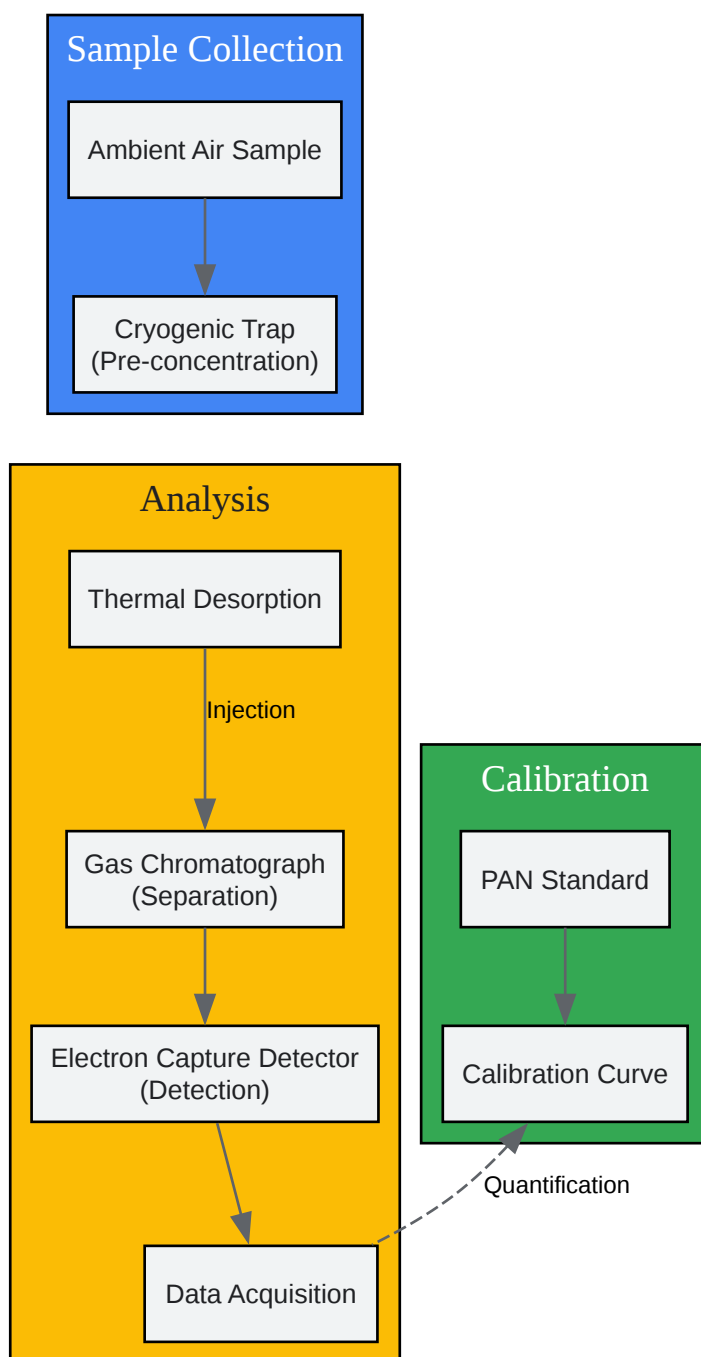 Sample Collection
Ambient Air Sample
Cryogenic Trap
(Pre-concentration)
Analysis
Thermal Desorption
Injection
Gas Chromatograph
(Separation)
Electron Capture Detector
(Detection)
Data Acquisition
Calibration
PAN Standard
Calibration Curve
Quantification